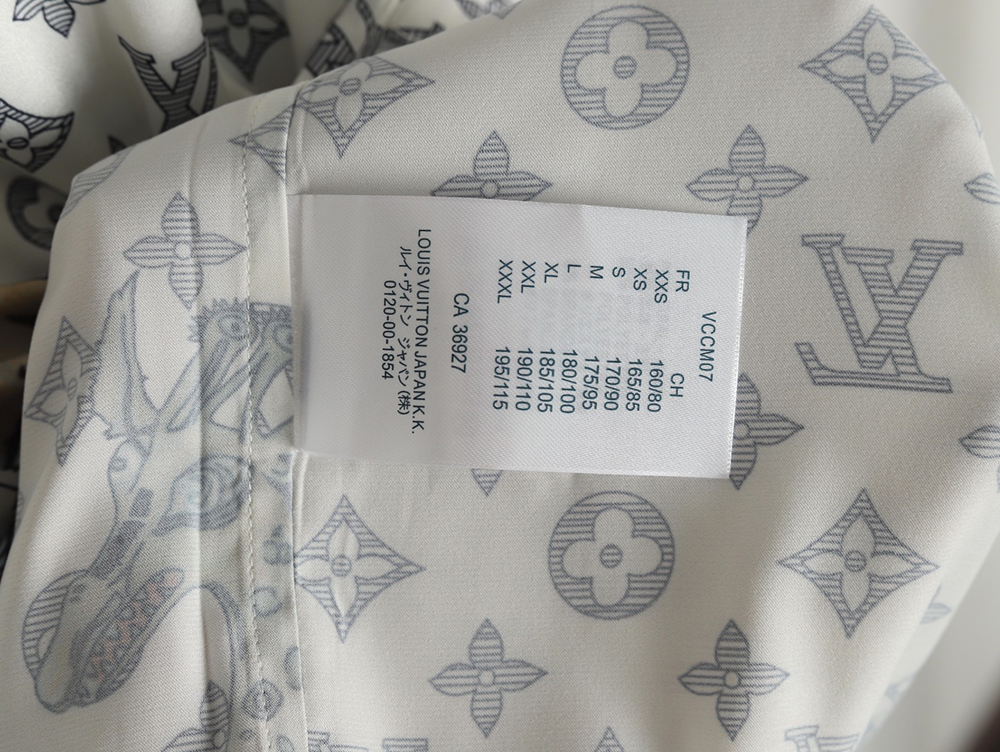 VCCM07
FR CH
XXS 160/80
XS 165/85
S 170/90
M 175/95
L 180/100
XL 185/105
XXL 190/110
XXXL 195/115
CA 36927
LOUIS VUITTON JAPAN K.K.
ルイ・ヴィトン ジャパン(株)
0120-00-1854
LV